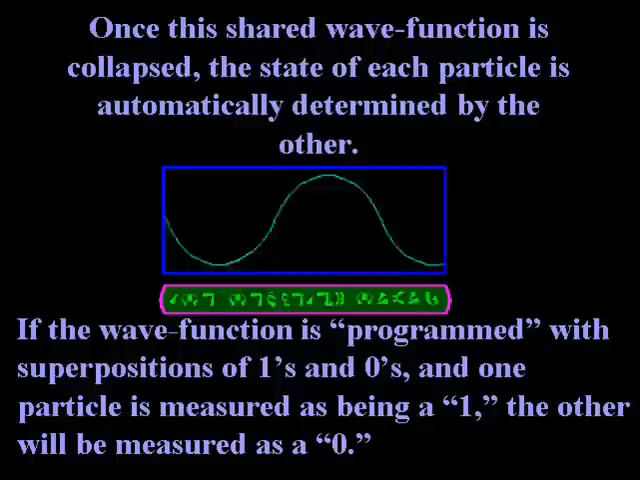 Once this shared wave-function is
collapsed, the state of each particle is
automatically determined by the
other.
If the wave-function is “programmed” with
superpositions of 1’s and 0’s, and one
particle is measured as being a “1,” the other
will be measured as a “0.”